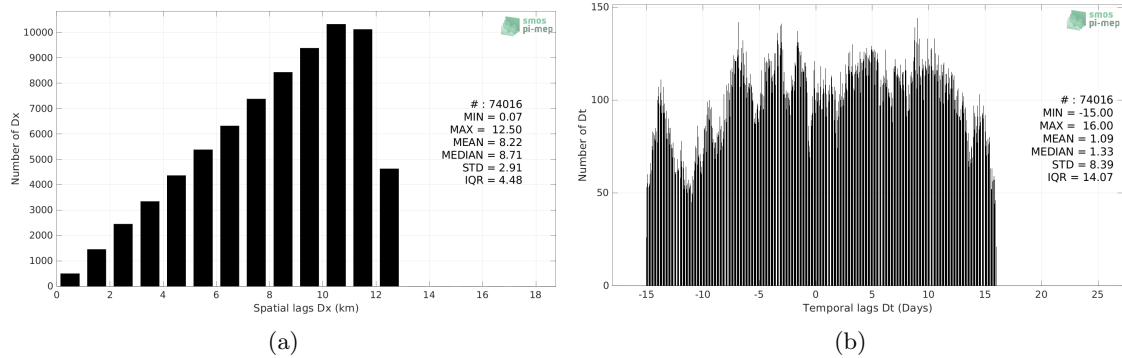 10000
9000
8000
7000
6000
5000
4000
3000
2000
1000
0
Number of Dx
smos
pi-mep
# : 74016
MIN = 0.07
MAX = 12.50
MEAN = 8.22
MEDIAN = 8.71
STD = 2.91
IQR = 4.48
0 2 4 6 8 10 12 14 16 18
Spatial lags Dx (km)
(a)
150
100
50
0
Number of Dt
smos
pi-mep
# : 74016
MIN = -15.00
MAX = 16.00
MEAN = 1.09
MEDIAN = 1.33
STD = 8.39
IQR = 14.07
-15 -10 -5 0 5 10 15 20 25
Temporal lags Dt (Days)
(b)